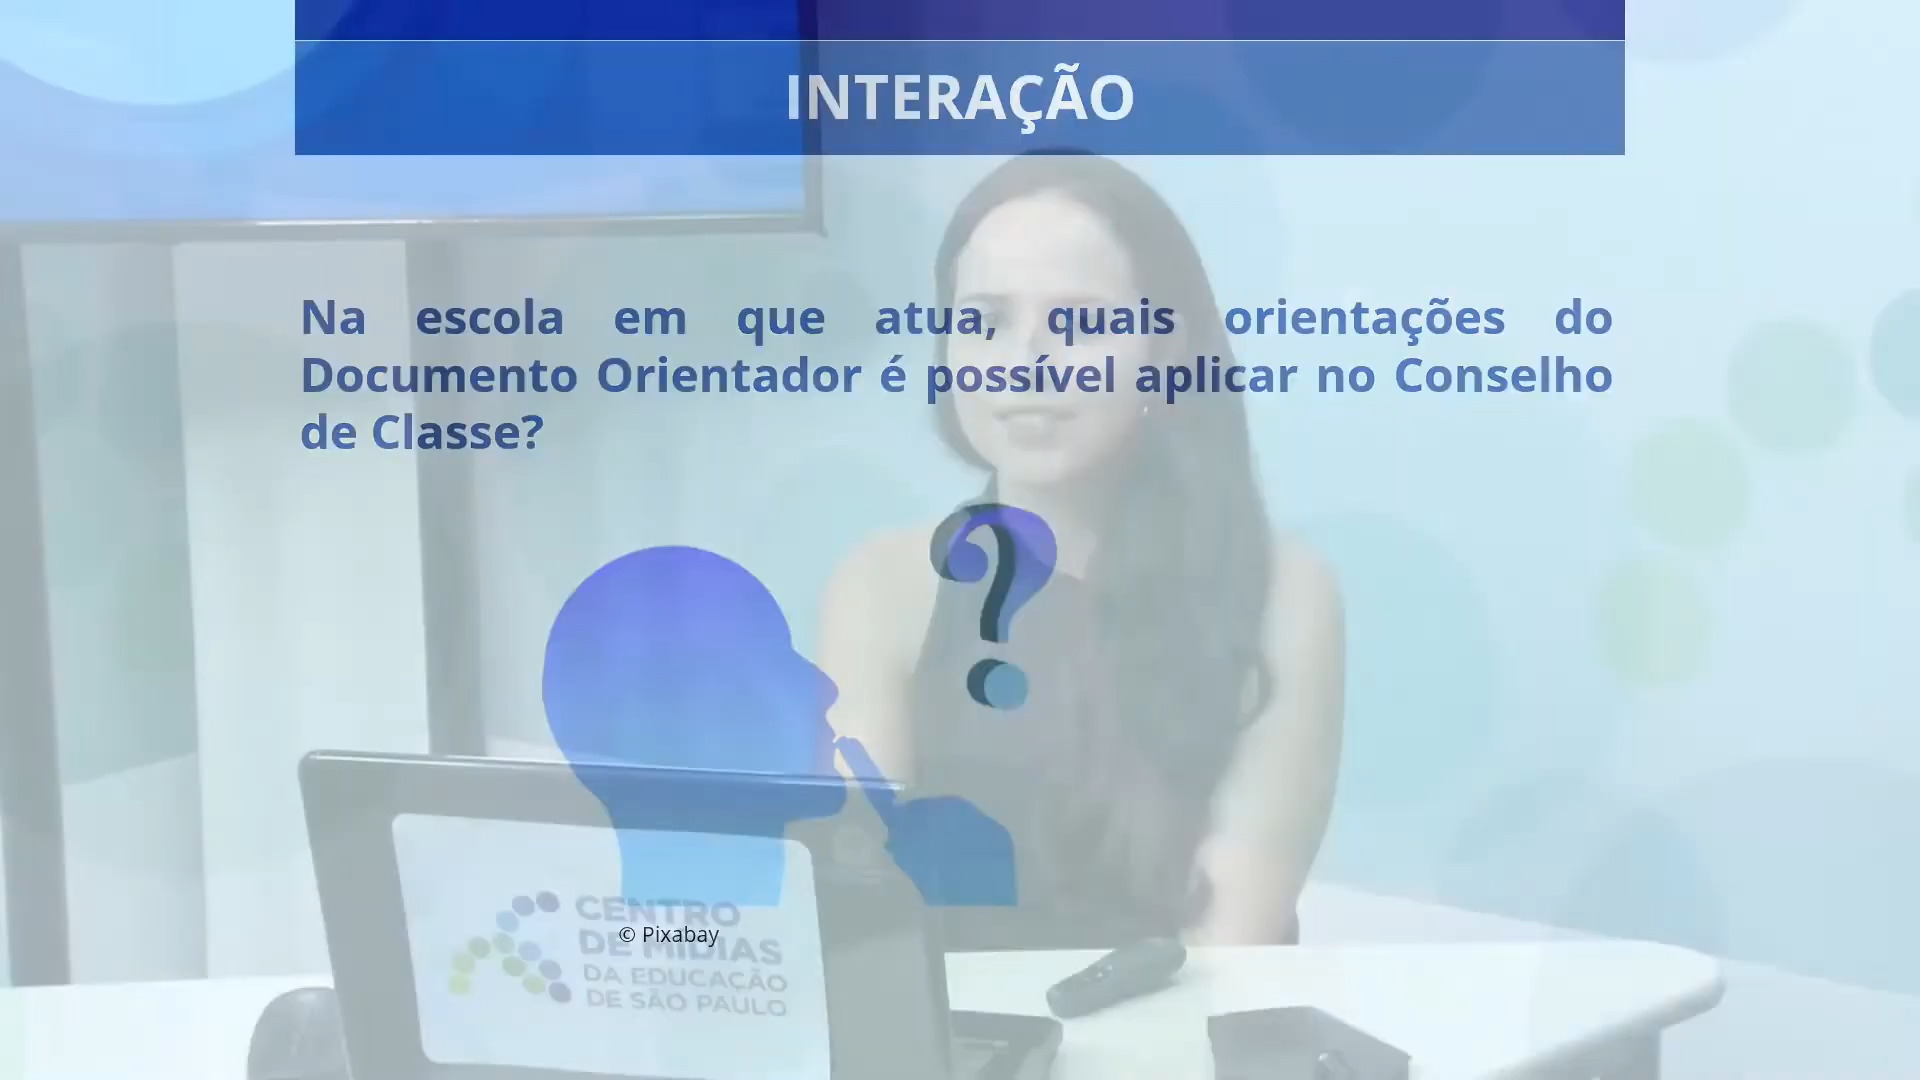 INTERAÇÃO
Na escola em que atua, quais orientações do
Documento Orientador é possível aplicar no Conselho
de Classe?
CENTRO
© Pixabay
DE MÍDIAS
DA EDUCAÇÃO
DE SÃO PAULO